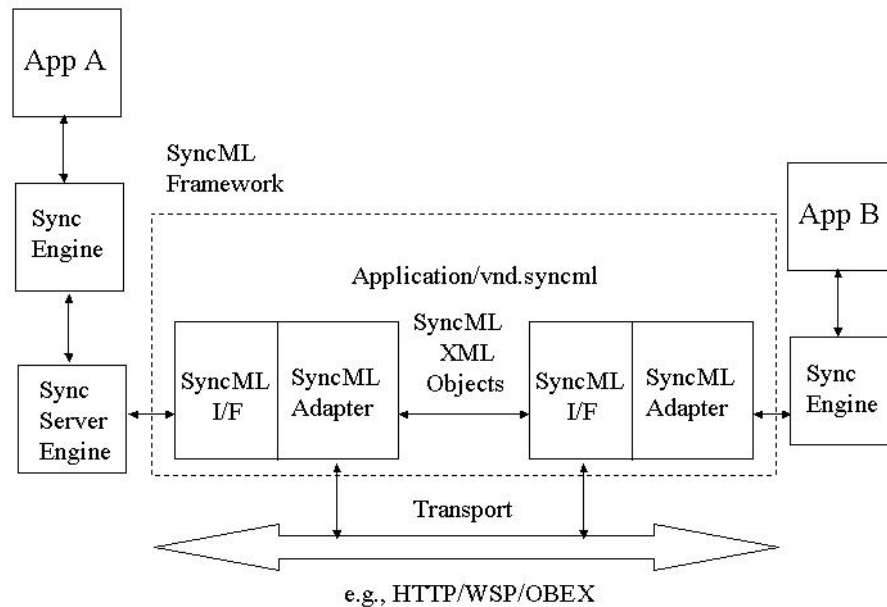 App A
SyncML
Framework
Sync
Engine
App B
Application/vnd.syncml
SyncML
XML
Objects
Sync
Server
Engine
SyncML
I/F
SyncML
Adapter
SyncML
I/F
SyncML
Adapter
Sync
Engine
Transport
e.g., HTTP/WSP/OBEX